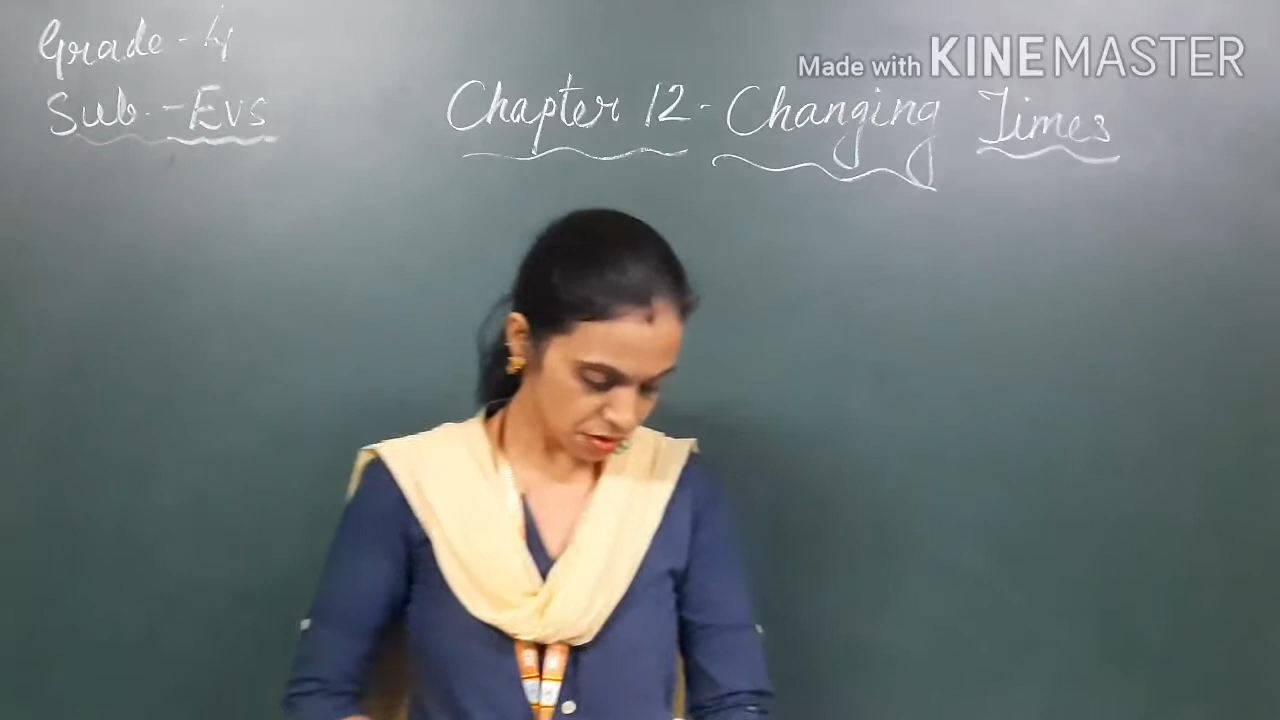 Grade - 4
Sub. - Evs
Made with KINEMASTER
Chapter 12 - Changing Times